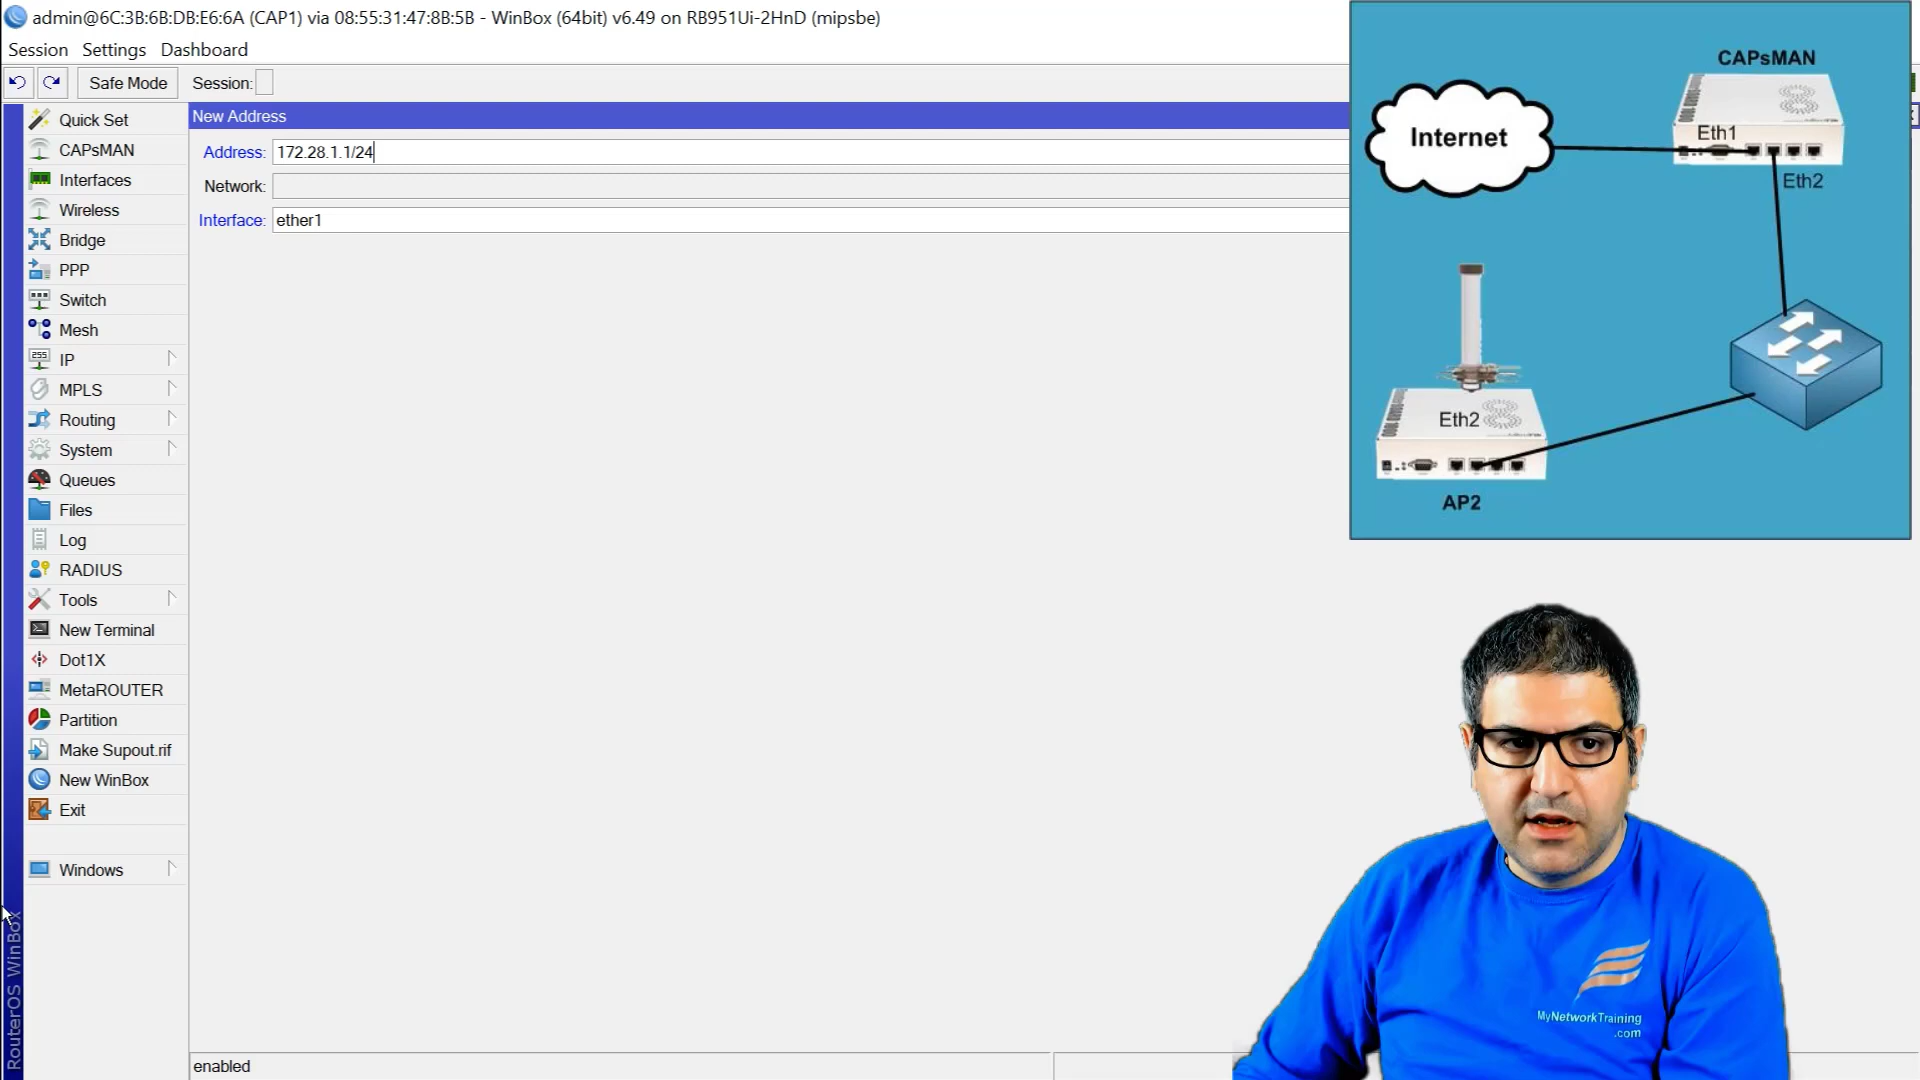 admin@6C:3B:6B:DB:E6:6A (CAP1) via 08:55:31:47:8B:5B - WinBox (64bit) v6.49 on RB951Ui-2HnD (mipsbe)
Session Settings Dashboard
Safe Mode Session:
New Address
Address: 172.28.1.1/24
Network:
Interface: ether1
Quick Set
CAPsMAN
Interfaces
Wireless
Bridge
PPP
Switch
Mesh
255 IP
MPLS
Routing
System
Queues
Files
Log
RADIUS
Tools
New Terminal
Dot1X
MetaROUTER
Partition
Make Supout.rif
New WinBox
Exit
Windows
RouterOS WinBox
enabled
CAPsMAN
Internet
Eth1
Eth2
Eth2
AP2
MyNetworkTraining
.com